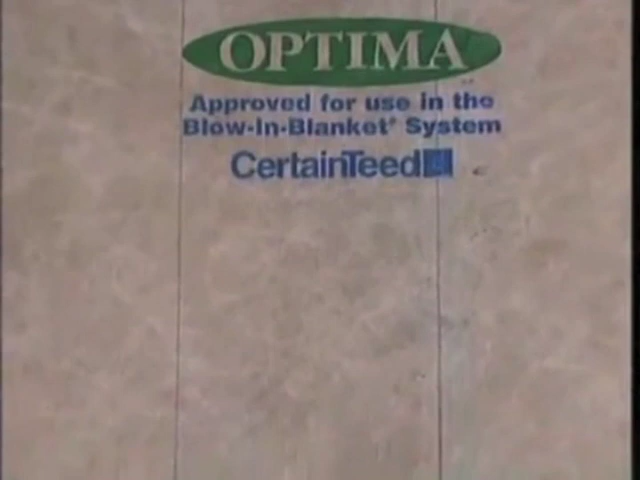 OPTIMA
Approved for use in the
Blow-In-Blanket® System
CertainTeed